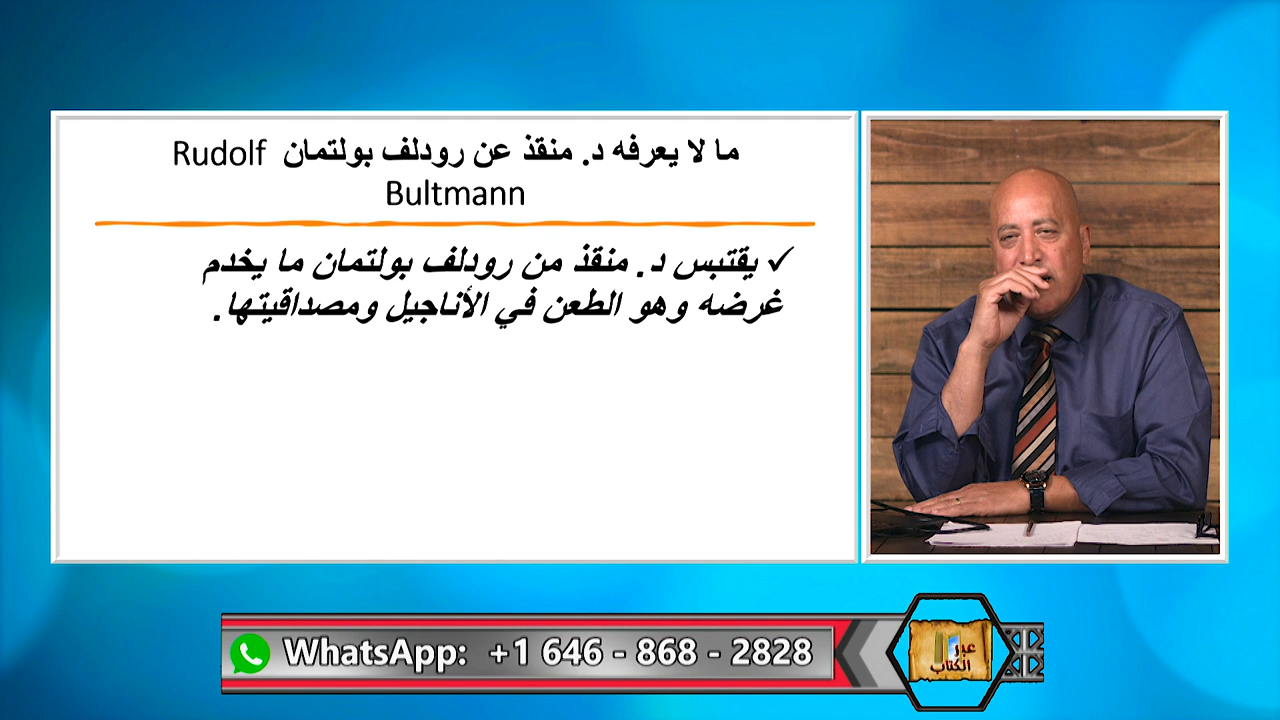 ما لا يعرفه د. منقذ عن رودلف بولتمان Rudolf
Bultmann
✓ يقتبس د. منقذ من رودلف بولتمان ما يخدم
غرضه وهو الطعن في الأناجيل ومصداقيتها.
WhatsApp: +1 646 - 868 - 2828
عبر
الكتاب